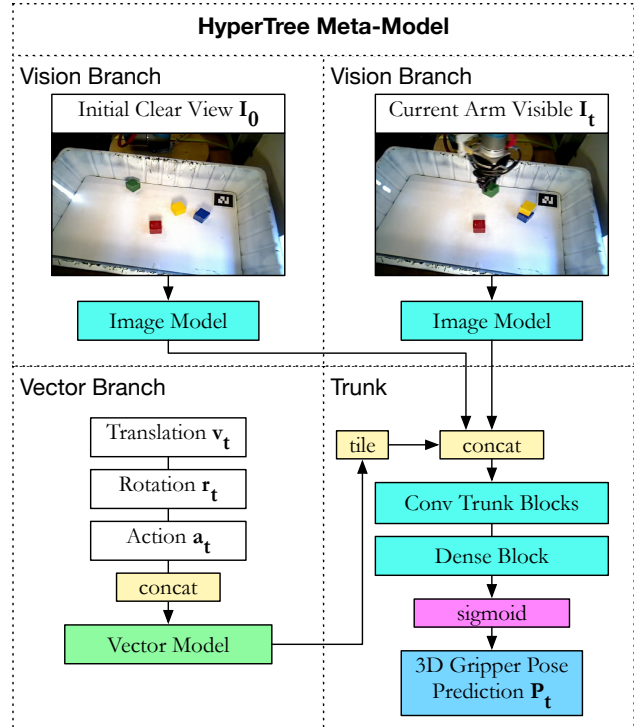 HyperTree Meta-Model
Vision Branch
Initial Clear View I0
Image Model
Vision Branch
Current Arm Visible It
Image Model
Vector Branch
Translation vt
Rotation rt
Action at
concat
Vector Model
Trunk
tile
concat
Conv Trunk Blocks
Dense Block
sigmoid
3D Gripper Pose
Prediction Pt